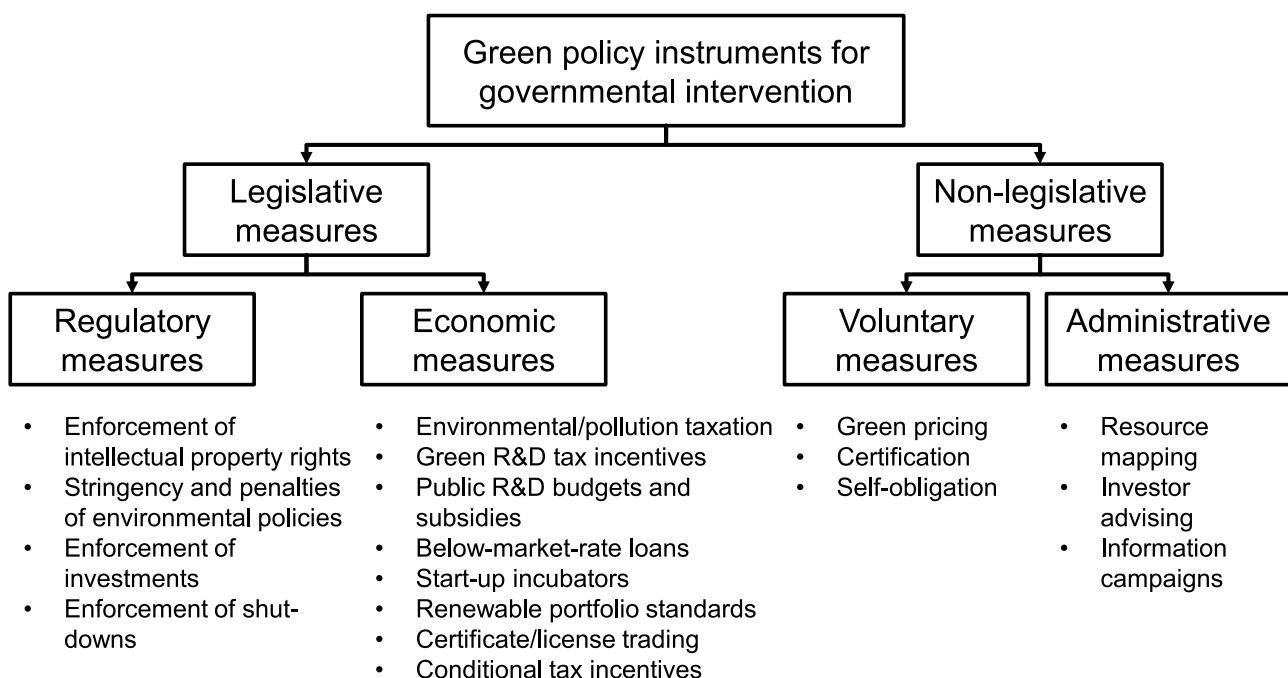 Green policy instruments for
governmental intervention
Legislative
measures
Non-legislative
measures
Regulatory
measures
Economic
measures
Voluntary
measures
Administrative
measures
• Enforcement of
intellectual property rights
• Stringency and penalties
of environmental policies
• Enforcement of
investments
• Enforcement of shut-
downs
• Environmental/pollution taxation
• Green R&D tax incentives
• Public R&D budgets and
subsidies
• Below-market-rate loans
• Start-up incubators
• Renewable portfolio standards
• Certificate/license trading
• Conditional tax incentives
• Green pricing
• Certification
• Self-obligation
• Resource
mapping
• Investor
advising
• Information
campaigns